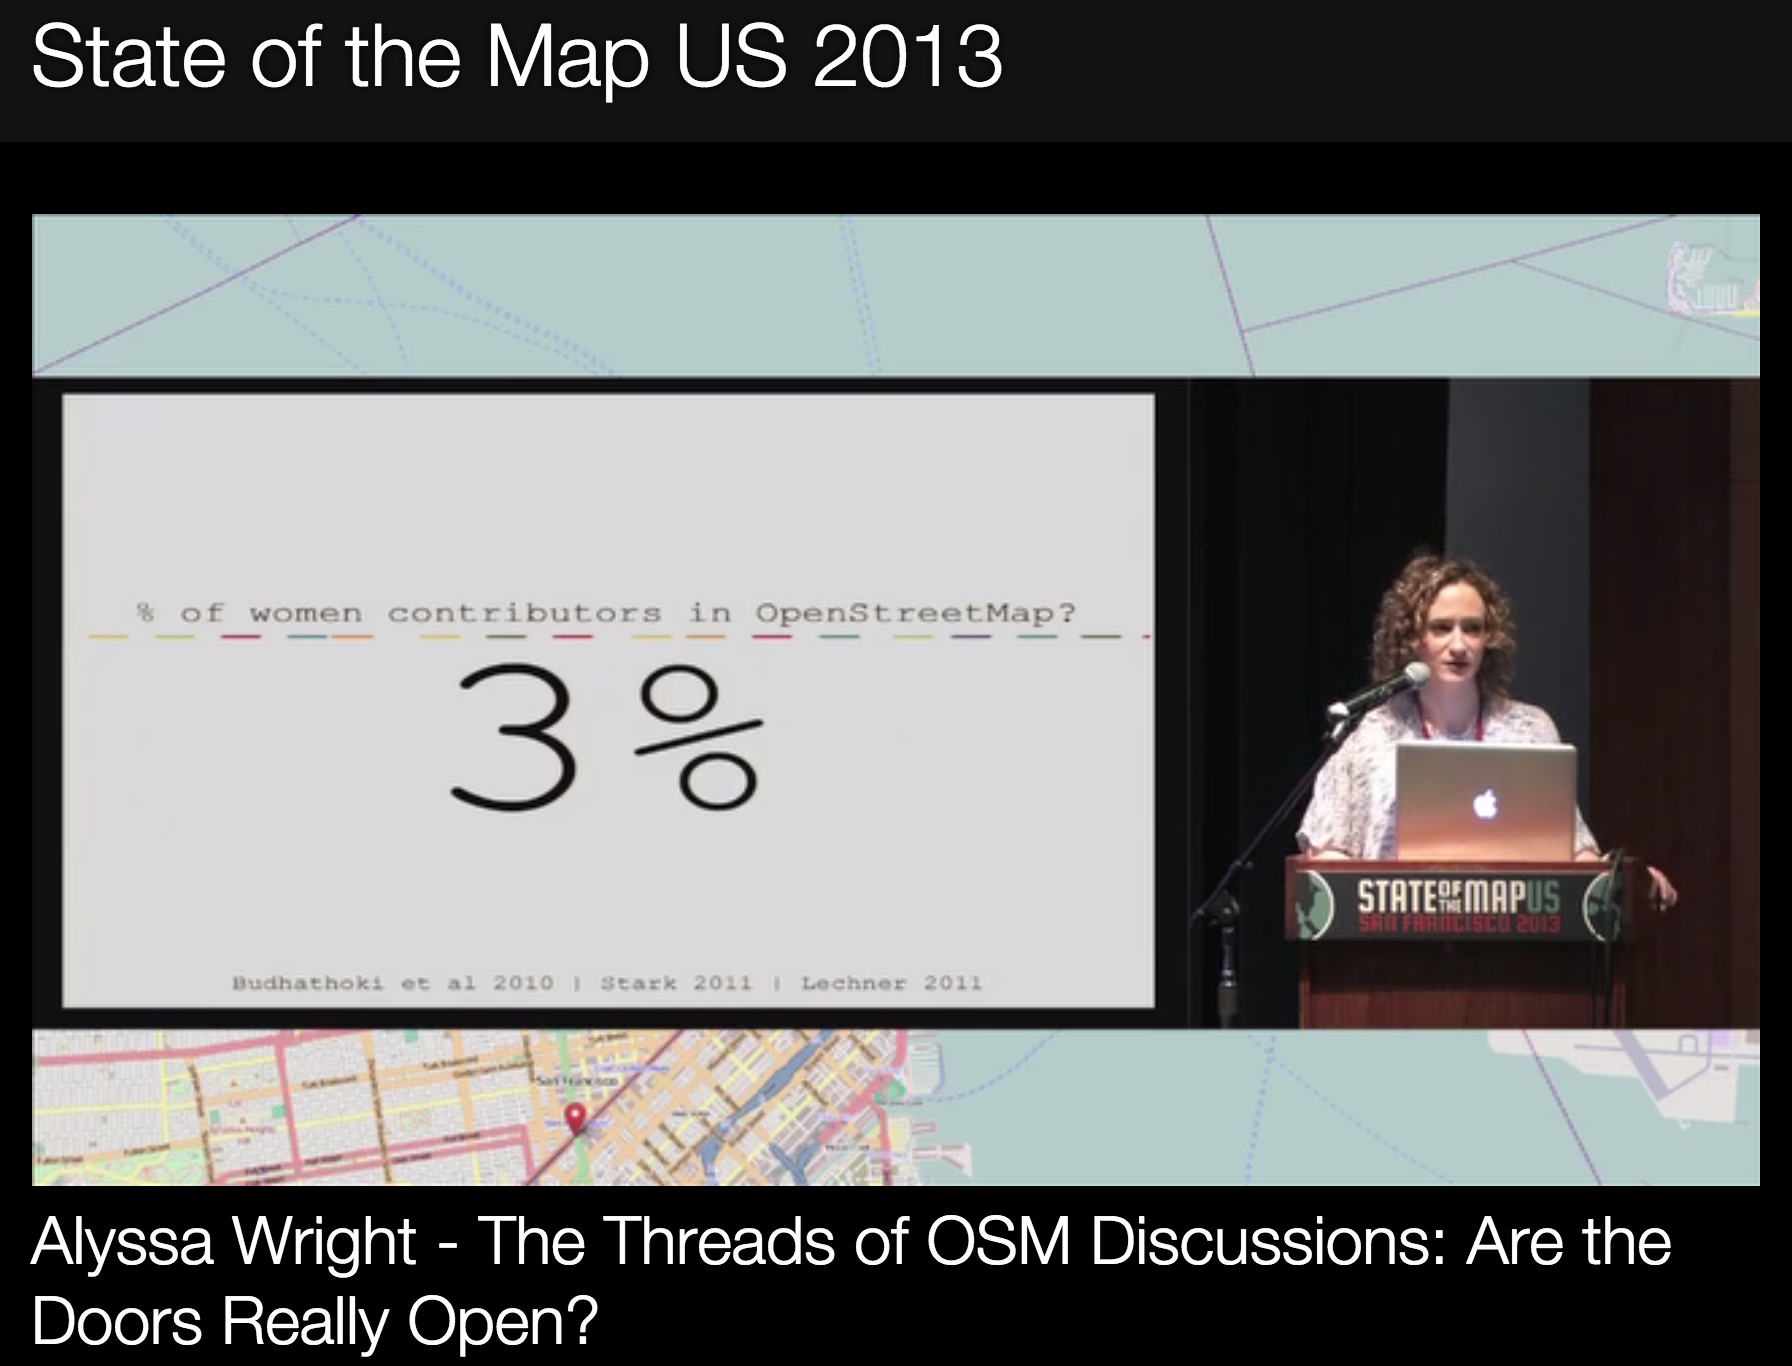 State of the Map US 2013
% of women contributors in OpenStreetMap?
3%
Budhathoki et al 2010 | Stark 2011 | Lechner 2011
STATE OF THE MAP US
SAN FRANCISCO 2013
San Francisco
Alyssa Wright - The Threads of OSM Discussions: Are the
Doors Really Open?